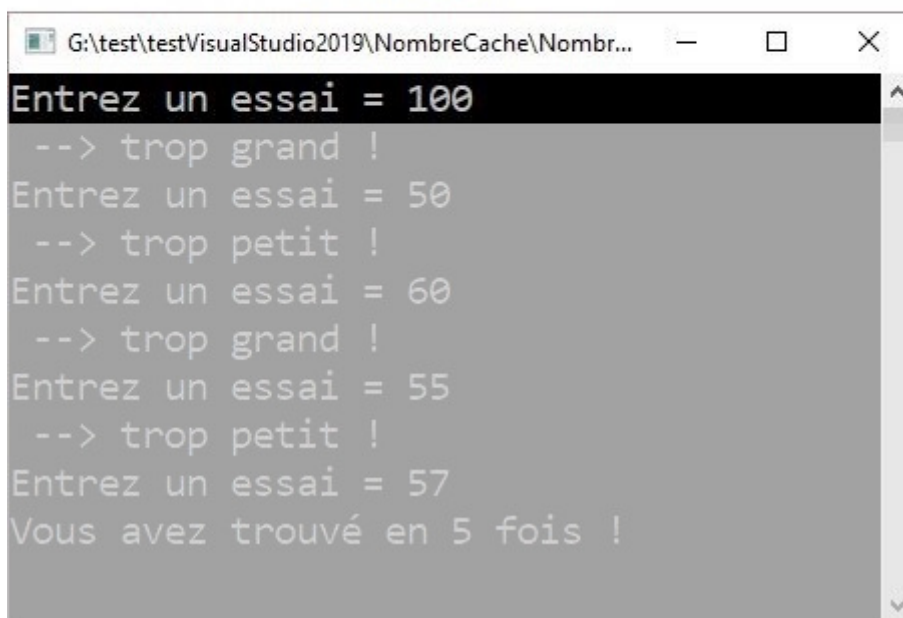 G:\test\testVisualStudio2019\NombreCache\Nombr...
Entrez un essai = 100
--> trop grand !
Entrez un essai = 50
--> trop petit !
Entrez un essai = 60
--> trop grand !
Entrez un essai = 55
--> trop petit !
Entrez un essai = 57
Vous avez trouvé en 5 fois !